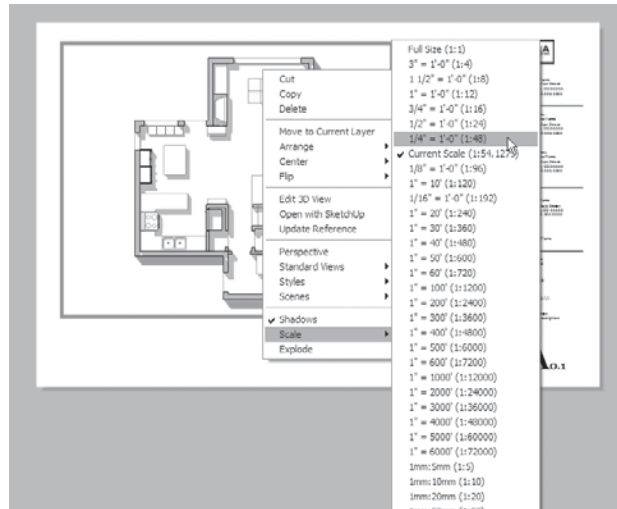 Cut
Copy
Delete
Move to Current Layer
Arrange
Center
Flip
Edit 3D View
Open with SketchUp
Update Reference
Perspective
Standard Views
Styles
Scenes
Shadows
Scale
Explode
Full Size (1:1)
3" = 1'-0" (1:4)
1 1/2" = 1'-0" (1:8)
1" = 1'-0" (1:12)
3/4" = 1'-0" (1:16)
1/2" = 1'-0" (1:24)
1/4" = 1'-0" (1:48)
Current Scale (1:54.1279)
1/8" = 1'-0" (1:96)
1" = 10' (1:120)
1/16" = 1'-0" (1:192)
1" = 20' (1:240)
1" = 30' (1:360)
1" = 40' (1:480)
1" = 50' (1:600)
1" = 60' (1:720)
1" = 100' (1:1200)
1" = 200' (1:2400)
1" = 300' (1:3600)
1" = 400' (1:4800)
1" = 500' (1:6000)
1" = 600' (1:7200)
1" = 1000' (1:12000)
1" = 2000' (1:24000)
1" = 3000' (1:36000)
1" = 4000' (1:48000)
1" = 5000' (1:60000)
1" = 6000' (1:72000)
1mm:5mm (1:5)
1mm:10mm (1:10)
1mm:20mm (1:20)
A0.1